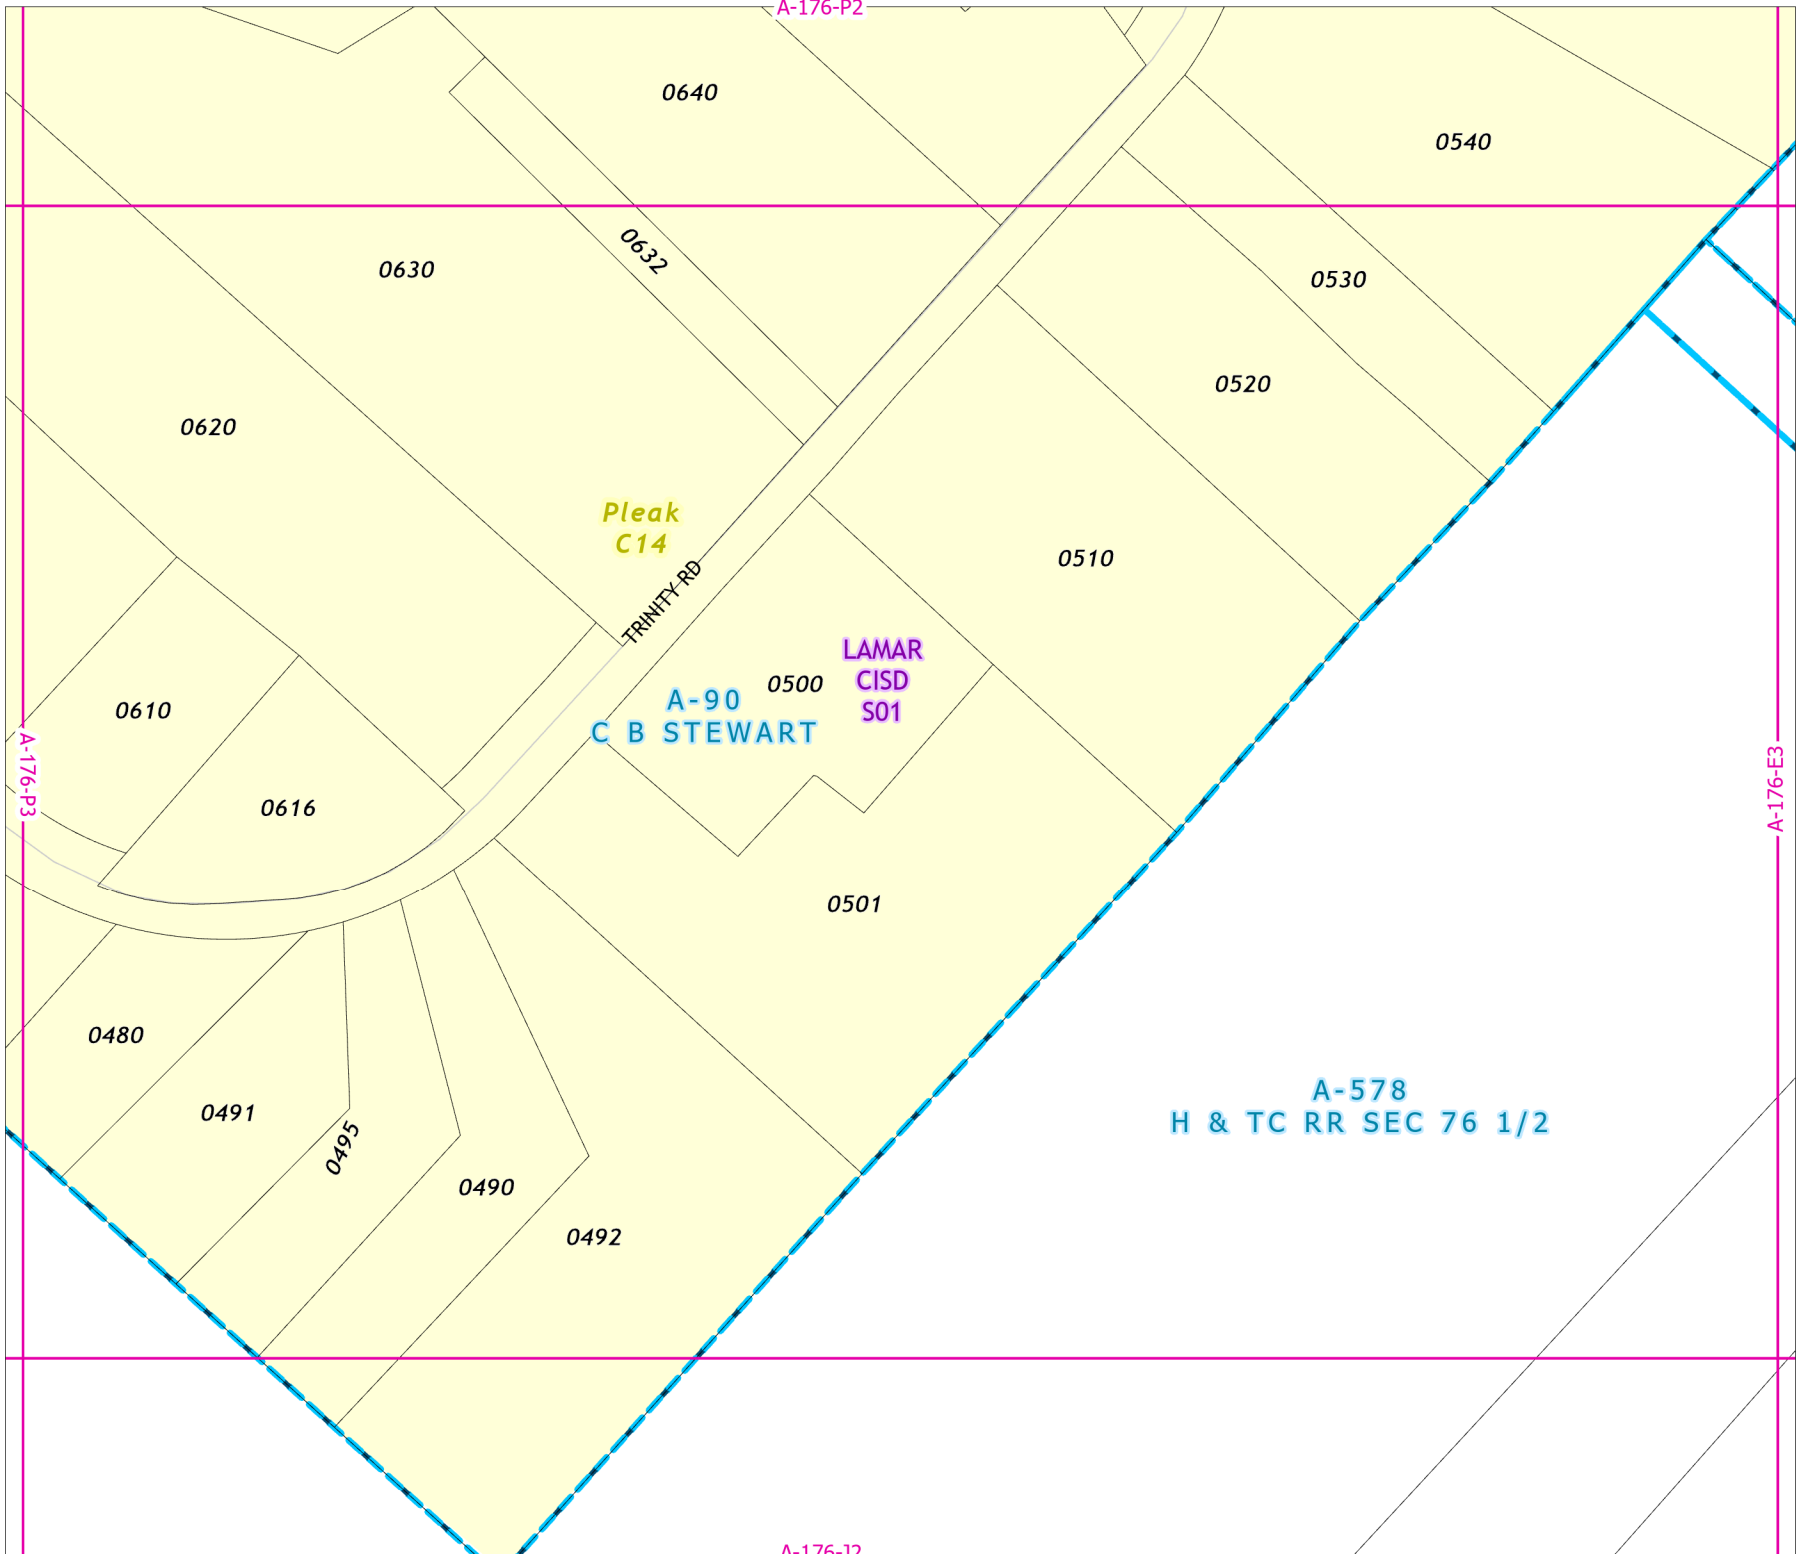 A-176-P2
0640
0540
0632
0630
0530
0520
0620
Pleak
C14
0510
TRINITY RD
LAMAR
CISD
S01
0500
A-90
C B STEWART
0610
A-176-P3
A-176-E3
0616
0501
0480
0491
0495
A-578
H & TC RR SEC 76 1/2
0490
0492
A-176-J2